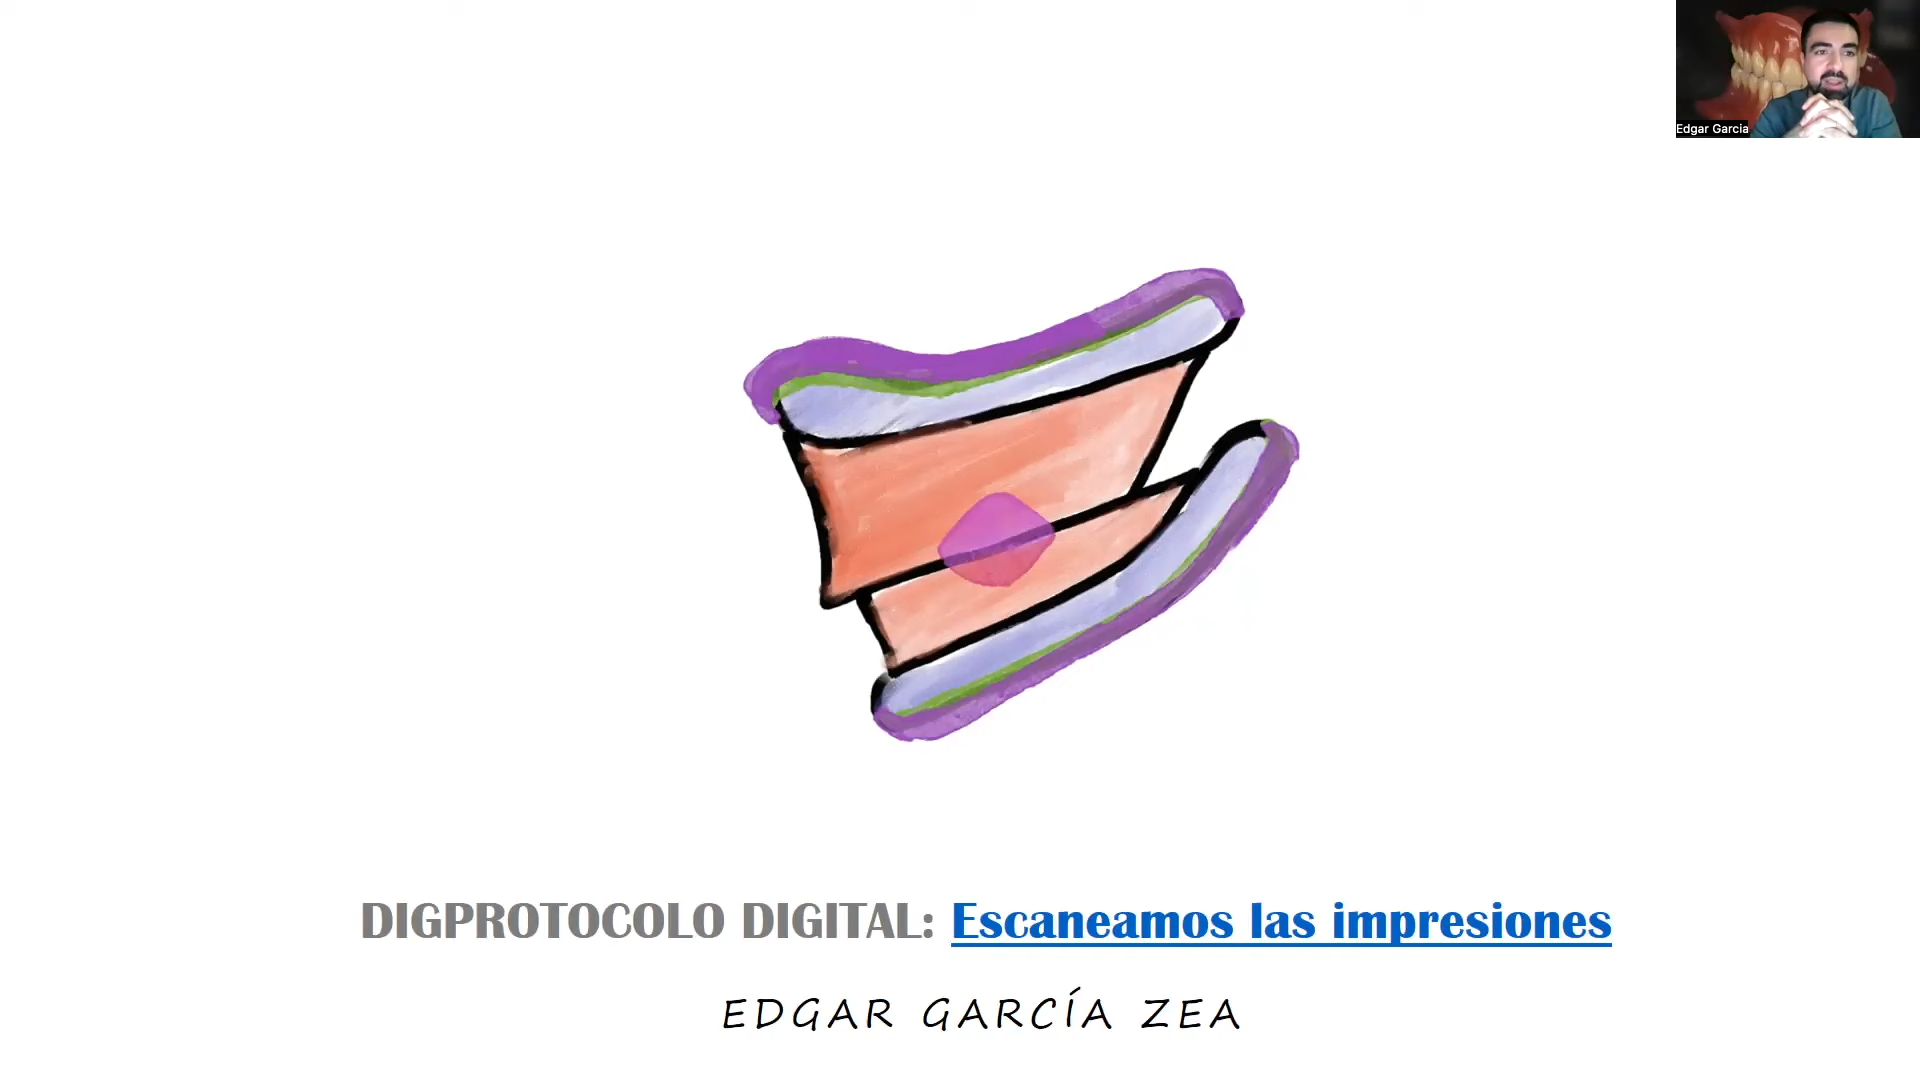 Edgar Garcia
DIGPROTOCOLO DIGITAL: Escaneamos las impresiones
EDGAR GARCÍA ZEA